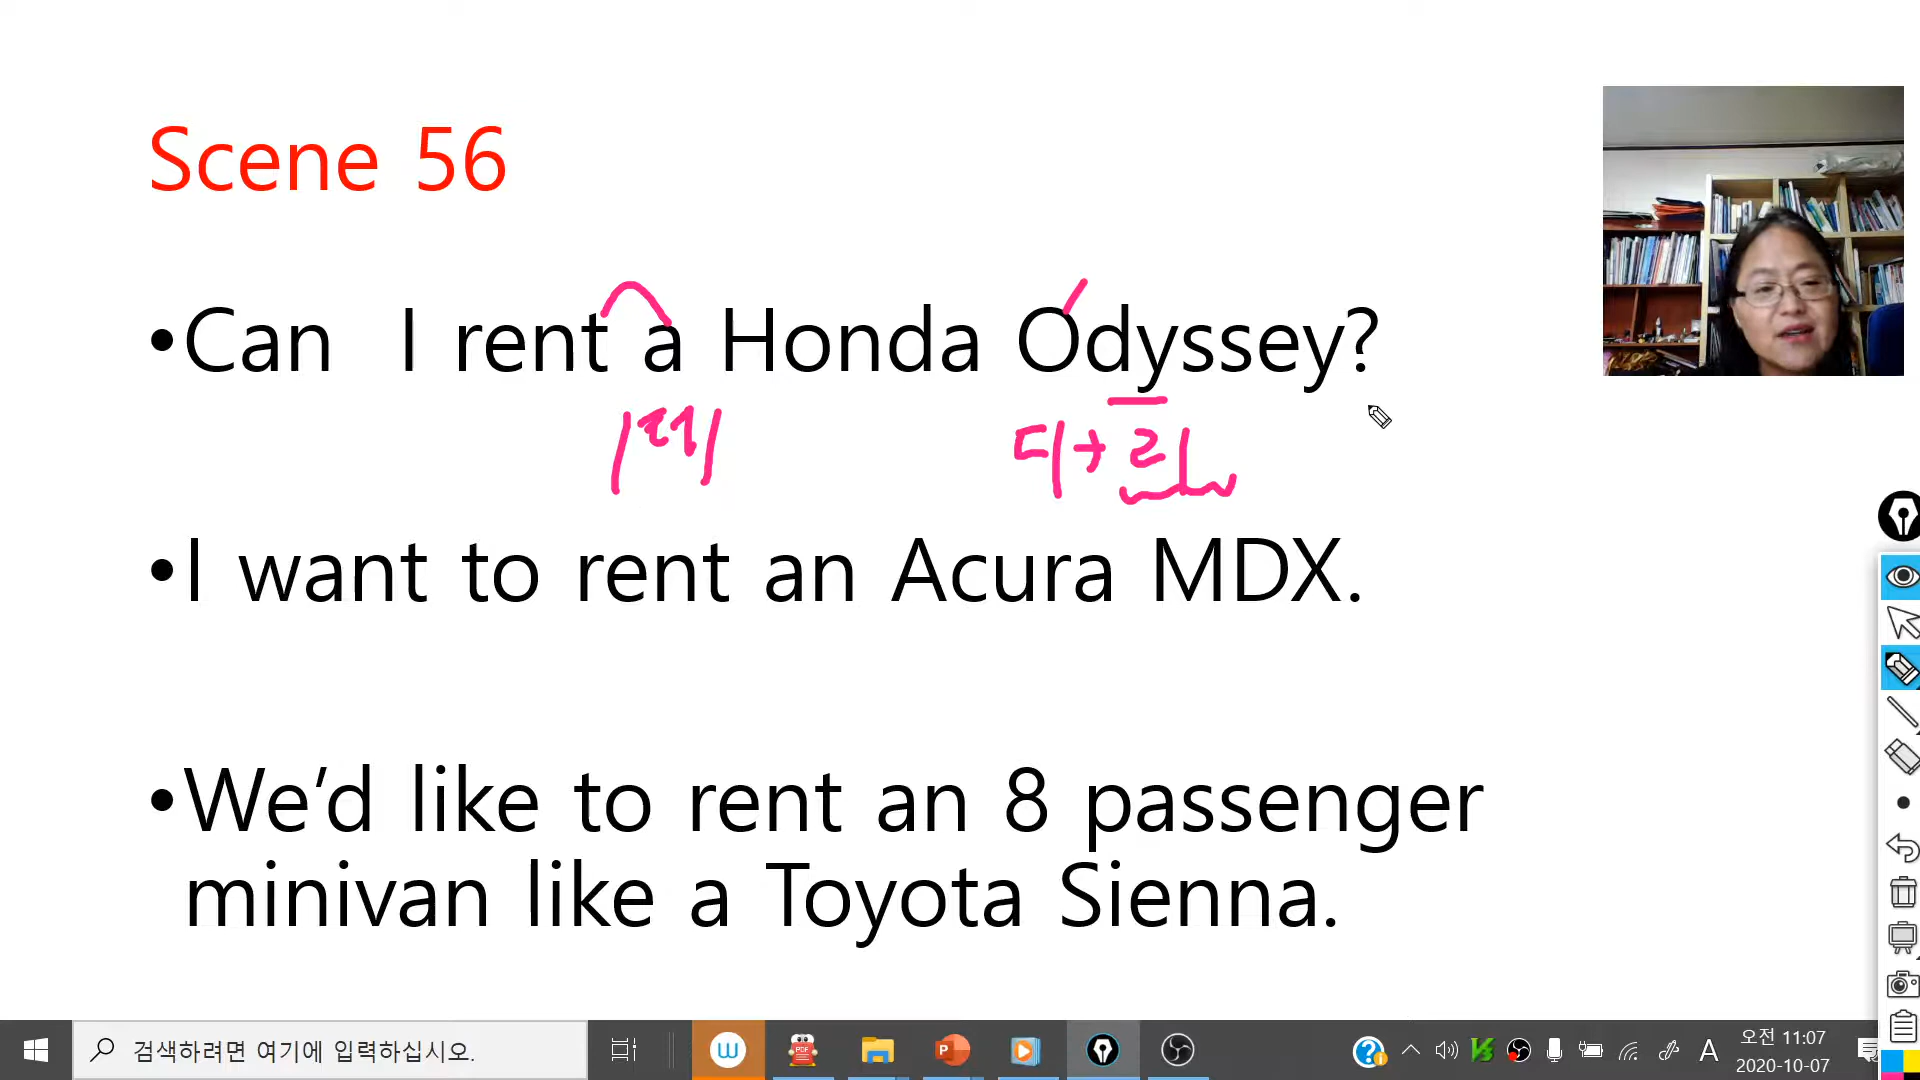 Scene 56
•Can I rent a Honda Odyssey?
디+리
•I want to rent an Acura MDX.
•We’d like to rent an 8 passenger
minivan like a Toyota Sienna.
검색하려면 여기에 입력하십시오.
A
오전 11:07
2020-10-07